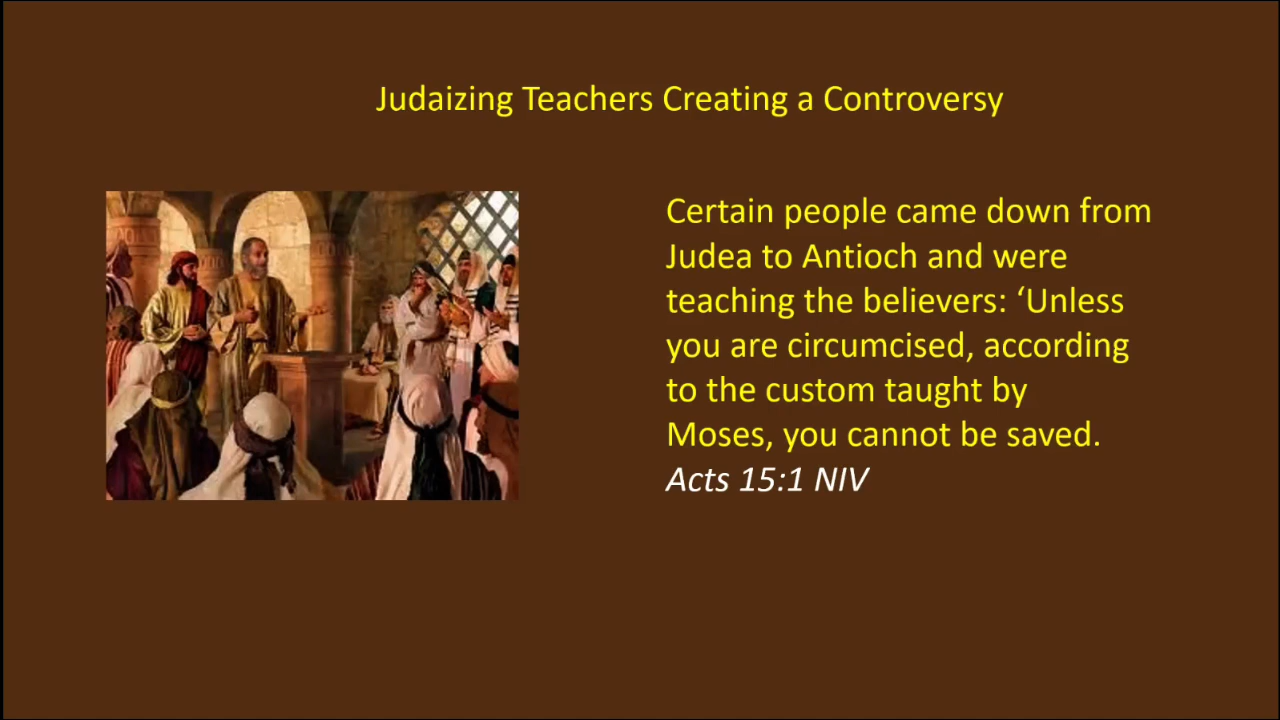 Judaizing Teachers Creating a Controversy
Certain people came down from
Judea to Antioch and were
teaching the believers: ‘Unless
you are circumcised, according
to the custom taught by
Moses, you cannot be saved.
Acts 15:1 NIV